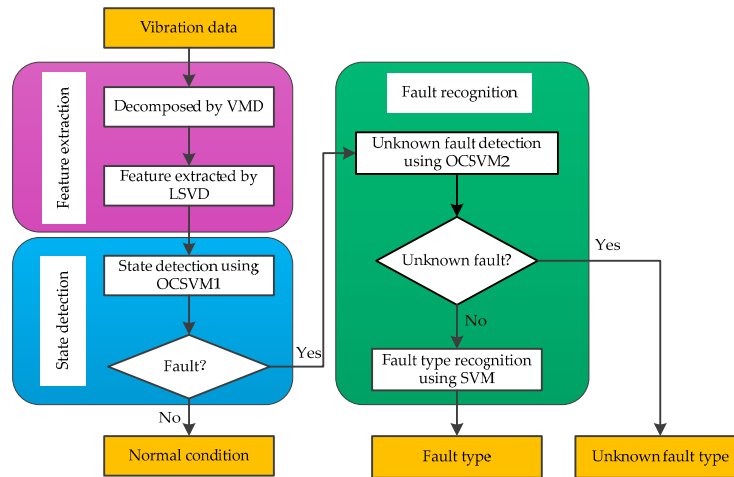 Vibration data
Feature extraction
Decomposed by VMD
Feature extracted by
LSVD
State detection
State detection using
OCSVM1
Fault?
Yes
No
Normal condition
Fault recognition
Unknown fault detection
using OCSVM2
Unknown fault?
Yes
No
Fault type recognition
using SVM
Fault type
Unknown fault type